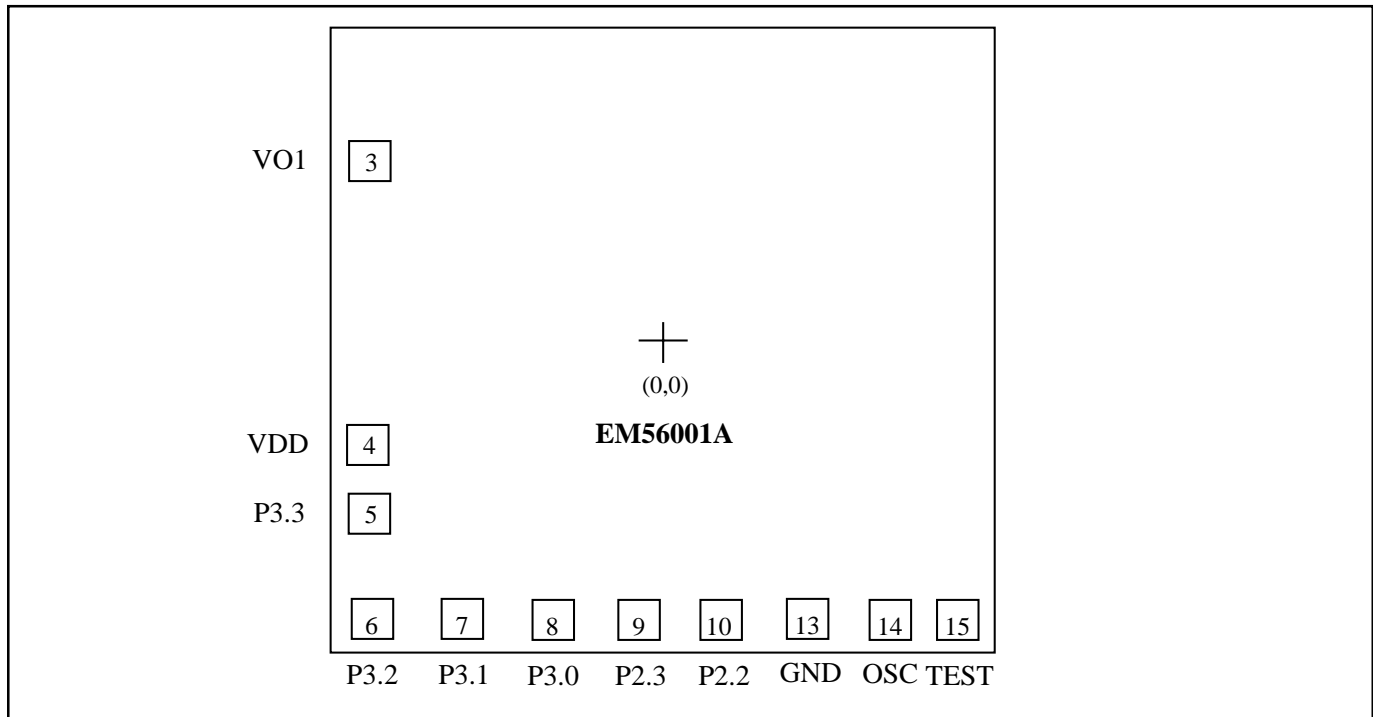 VO1 3
(0,0)
EM56001A
VDD 4
P3.3 5
6 7 8 9 10 13 14 15
P3.2 P3.1 P3.0 P2.3 P2.2 GND OSC TEST